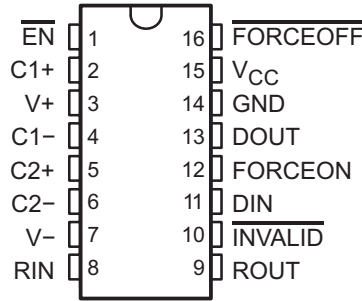 EN 1 16 FORCEOFF
C1+ 2 15 VCC
V+ 3 14 GND
C1− 4 13 DOUT
C2+ 5 12 FORCEON
C2− 6 11 DIN
V− 7 10 INVALID
RIN 8 9 ROUT